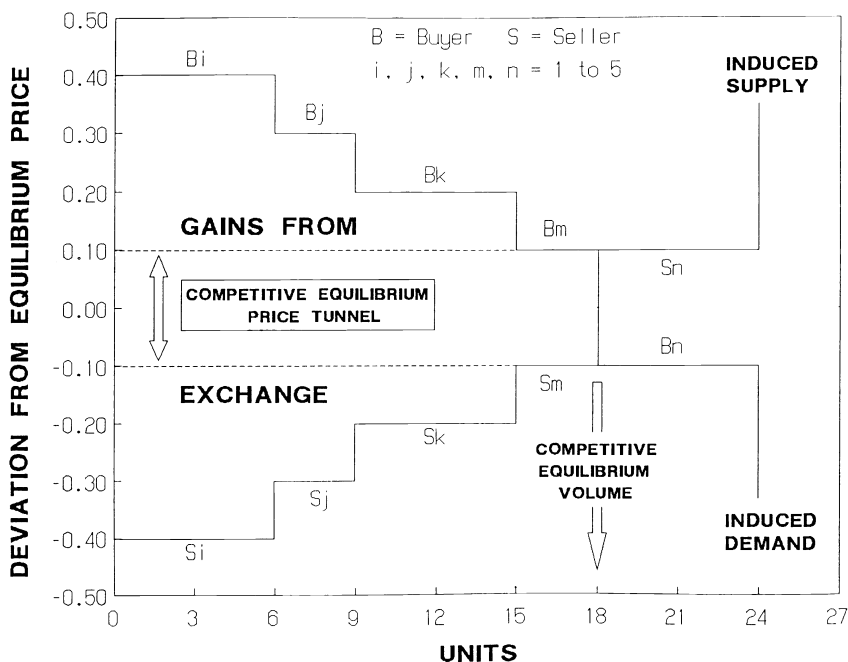 DEVIATION FROM EQUILIBRIUM PRICE
0.50
0.40
0.30
0.20
0.10
0.00
-0.10
-0.20
-0.30
-0.40
-0.50
B = Buyer S = Seller
i, j, k, m, n = 1 to 5
INDUCED
SUPPLY
Bi
Bj
Bk
Bm
Sn
GAINS FROM
COMPETITIVE EQUILIBRIUM
PRICE TUNNEL
Bn
EXCHANGE
Sm
Sk
Sj
Si
COMPETITIVE
EQUILIBRIUM
VOLUME
INDUCED
DEMAND
0 3 6 9 12 15 18 21 24 27
UNITS